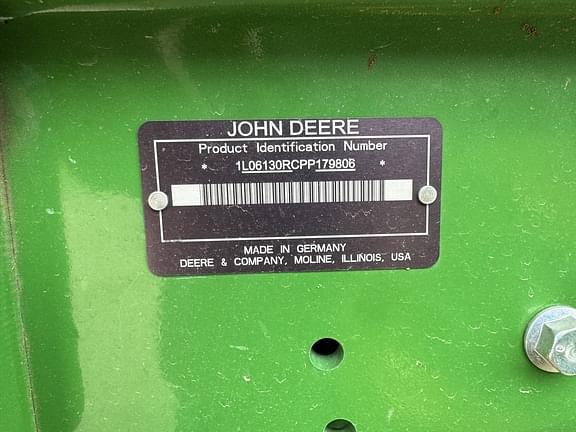 JOHN DEERE
Product Identification Number
* 1L06130RCPP179806 *
MADE IN GERMANY
DEERE & COMPANY, MOLINE, ILLINOIS, USA